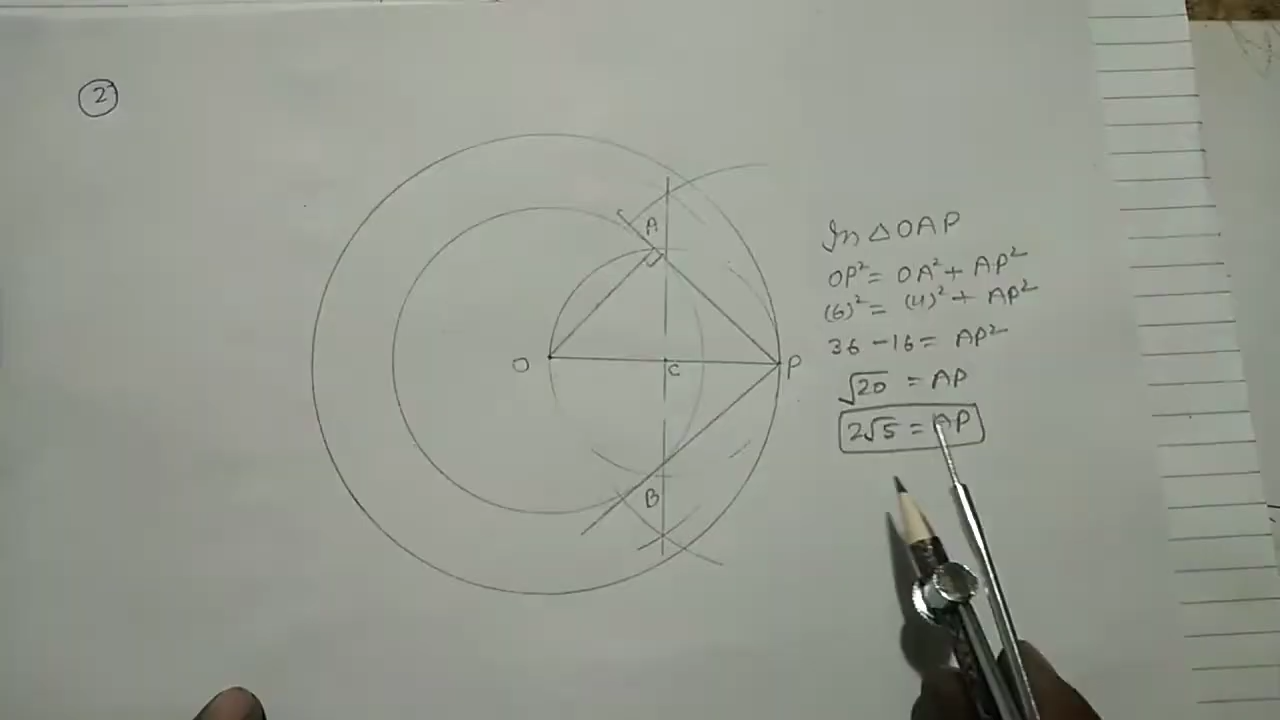 2
A
O
C
P
B
In △OAP
OP² = OA² + AP²
(6)² = (4)² + AP²
36 - 16 = AP²
√20 = AP
2√5 = AP